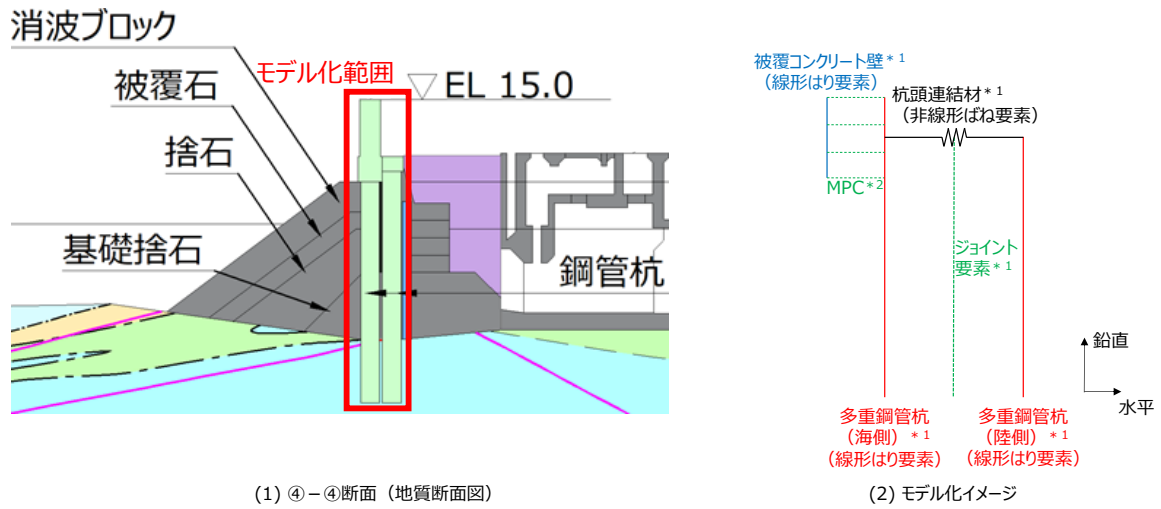 消波ブロック
被覆石
捨石
基礎捨石
モデル化範囲
▽ EL 15.0
鋼管杭
(1) ④－④断面（地質断面図）
被覆コンクリート壁＊1
（線形はり要素）
杭頭連結材＊1
（非線形ばね要素）
MPC＊2
ジョイント
要素＊1
鉛直
水平
多重鋼管杭
（海側）＊1
（線形はり要素）
多重鋼管杭
（陸側）＊1
（線形はり要素）
(2) モデル化イメージ